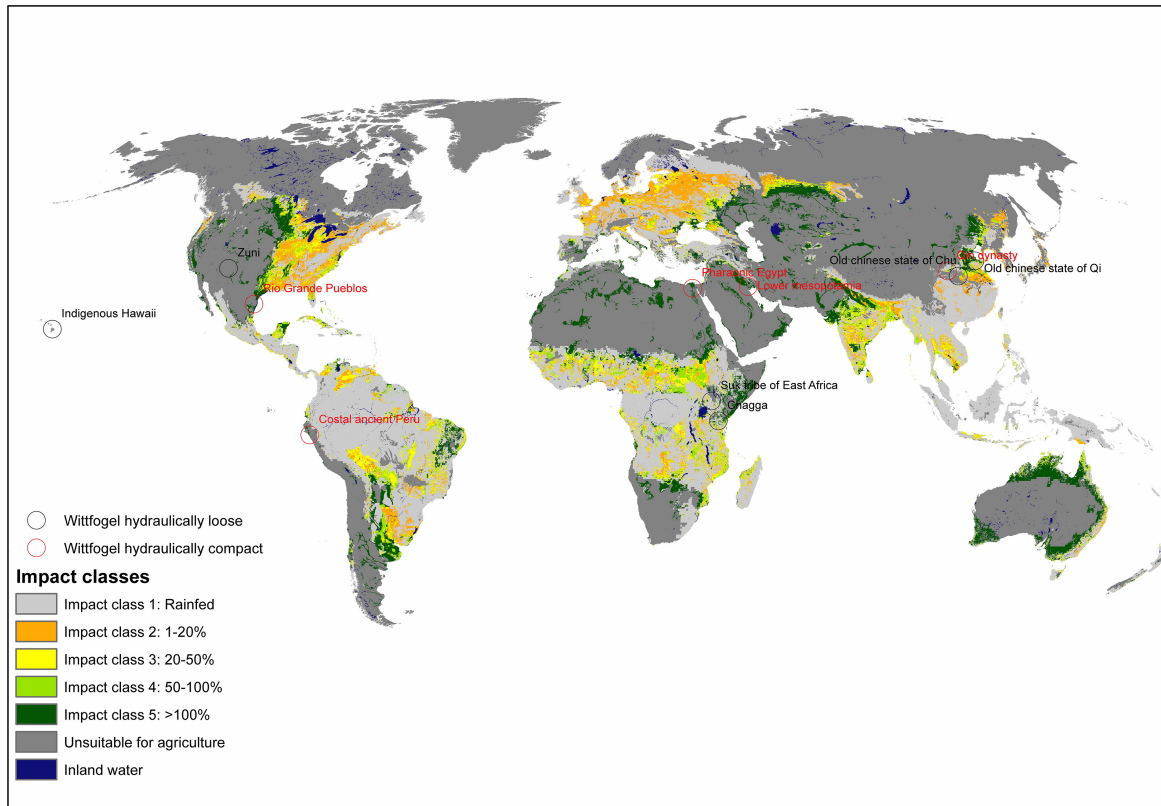 Zuni
Rio Grande Pueblos
Indigenous Hawaii
Costal ancient Peru
Pharaonic Egypt
Lower mesopotamia
Old chinese state of Chu
dynasty
Old chinese state of Qi
Suk tribe of East Africa
Chagga
Wittfogel hydraulically loose
Wittfogel hydraulically compact
Impact classes
Impact class 1: Rainfed
Impact class 2: 1-20%
Impact class 3: 20-50%
Impact class 4: 50-100%
Impact class 5: >100%
Unsuitable for agriculture
Inland water